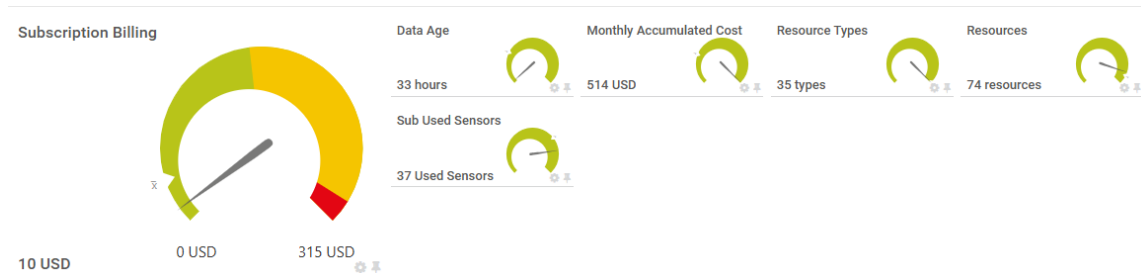 Subscription Billing
x̄
0 USD
315 USD
10 USD
Data Age
33 hours
Monthly Accumulated Cost
514 USD
Resource Types
35 types
Resources
74 resources
Sub Used Sensors
37 Used Sensors